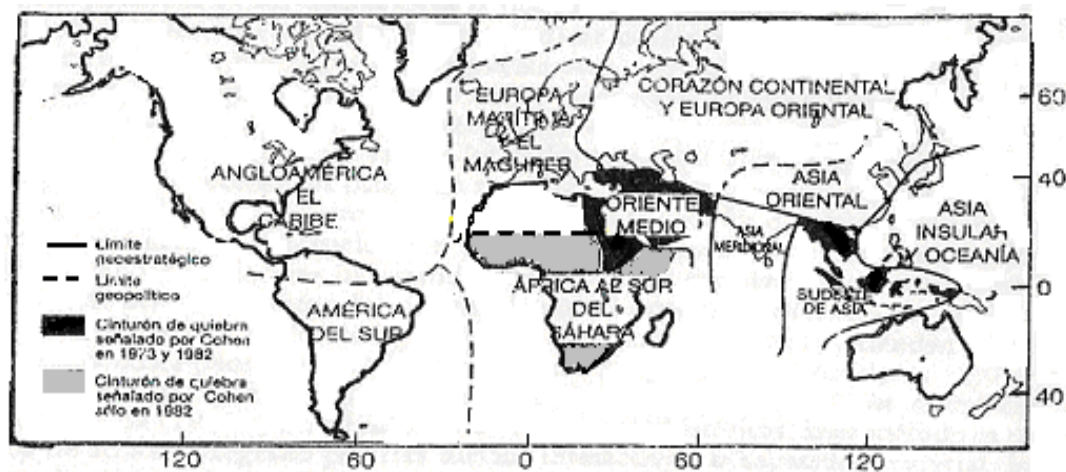 CORAZÓN CONTINENTAL
Y EUROPA ORIENTAL
EUROPA
MARÍTIMA
EL
MAGHREB
ANGLOAMÉRICA
EL
CARIBE
ORIENTE
MEDIO
ASIA
ORIENTAL
ASIA
MERIDIONAL
ASIA
INSULAR
Y OCEANÍA
SUDESTE
DE ASIA
ÁFRICA AL SUR
DEL
SÁHARA
AMÉRICA
DEL SUR
Límite
geoestratégico
Límite
geopolítico
Cinturón de quiebra
señalado por Cohen
en 1973 y 1982
Cinturón de quiebra
señalado por Cohen
sólo en 1982
60
40
0
40
120
60
0
60
120